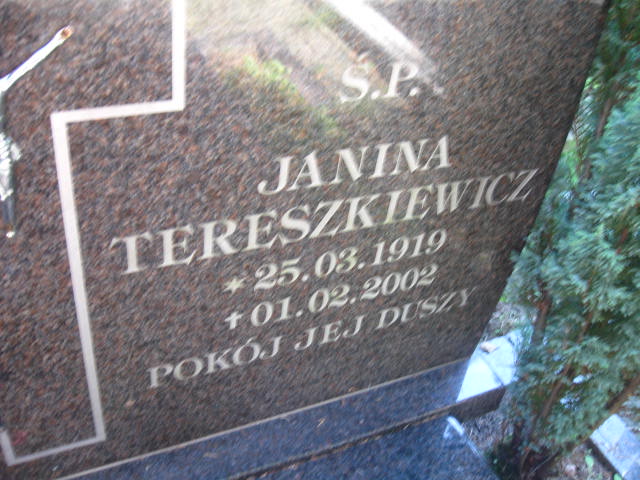 Ś.P.
JANINA
TERESZKIEWICZ
* 25.03.1919
✝ 01.02.2002
POKÓJ JEJ DUSZY